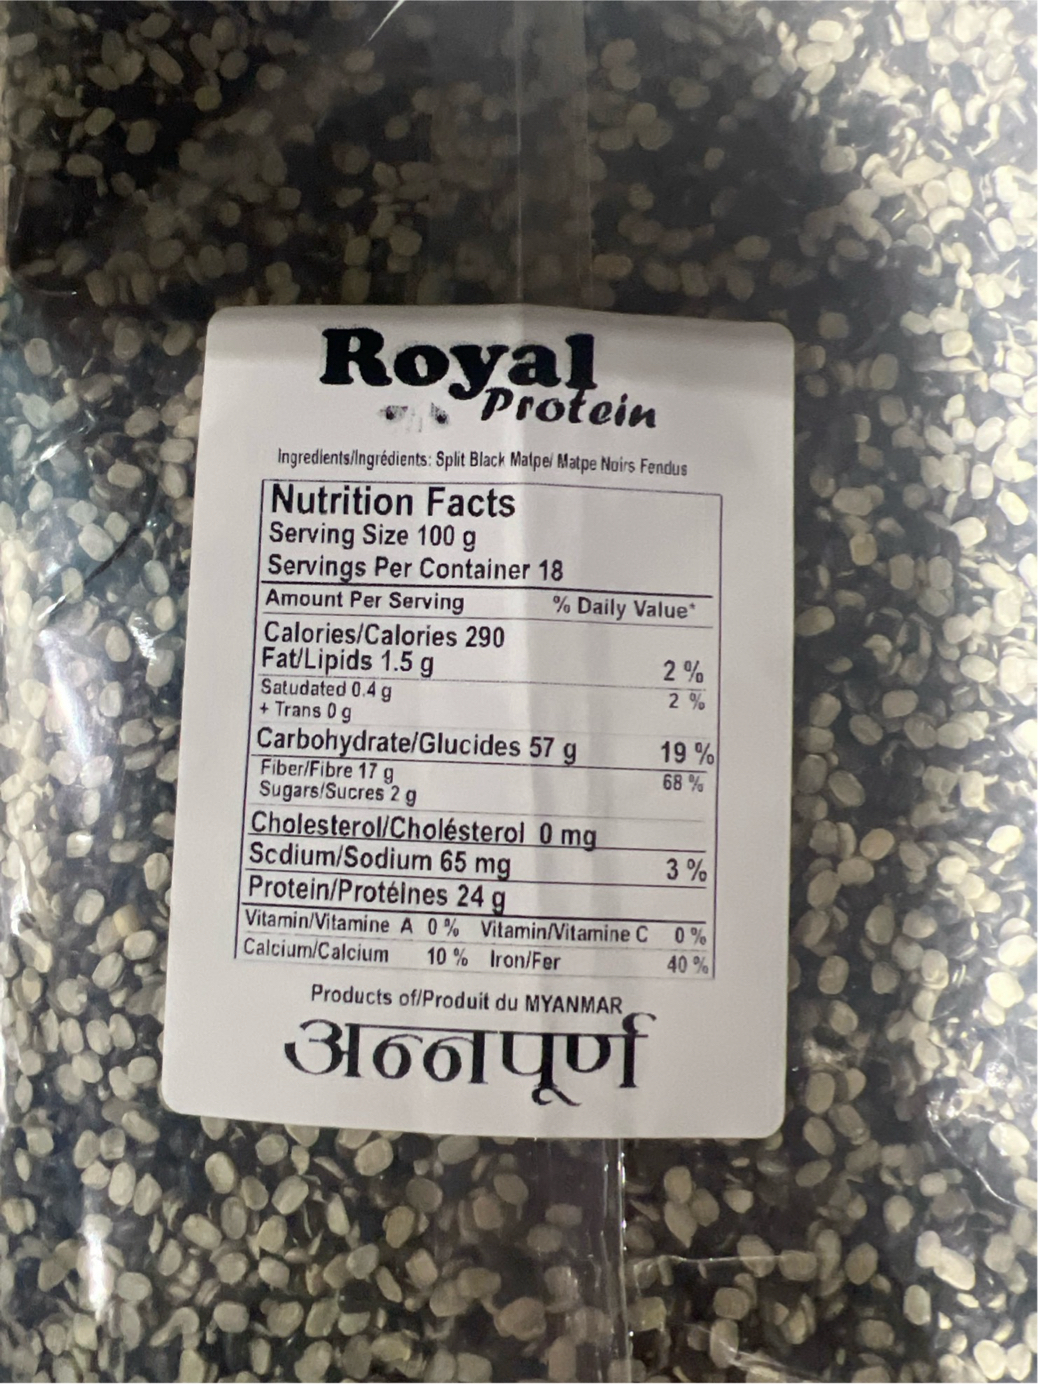 Royal
Protein
Ingredients/Ingrédients: Split Black Matpe/ Matpe Noirs Fendus
Nutrition Facts
Serving Size 100 g
Servings Per Container 18
Amount Per Serving % Daily Value*
Calories/Calories 290
Fat/Lipids 1.5 g 2 %
Satudated 0.4 g 2 %
+ Trans 0 g
Carbohydrate/Glucides 57 g 19 %
Fiber/Fibre 17 g 68 %
Sugars/Sucres 2 g
Cholesterol/Cholésterol 0 mg
Scdium/Sodium 65 mg 3 %
Protein/Protéines 24 g
Vitamin/Vitamine A 0 % Vitamin/Vitamine C 0 %
Calcium/Calcium 10 % Iron/Fer 40 %
Products of/Produit du MYANMAR
अन्नपूर्ण